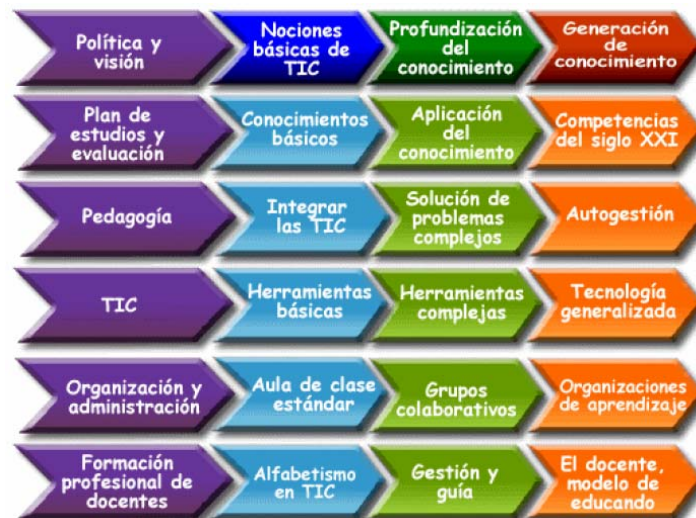 Política y
visión
Nociones
básicas de
TIC
Profundización
del
conocimiento
Generación
de
conocimiento
Plan de
estudios y
evaluación
Conocimientos
básicos
Aplicación
del
conocimiento
Competencias
del siglo XXI
Pedagogía
Integrar
las TIC
Solución de
problemas
complejos
Autogestión
TIC
Herramientas
básicas
Herramientas
complejas
Tecnología
generalizada
Organización y
administración
Aula de clase
estándar
Grupos
colaborativos
Organizaciones
de aprendizaje
Formación
profesional de
docentes
Alfabetismo
en TIC
Gestión y
guía
El docente,
modelo de
educando